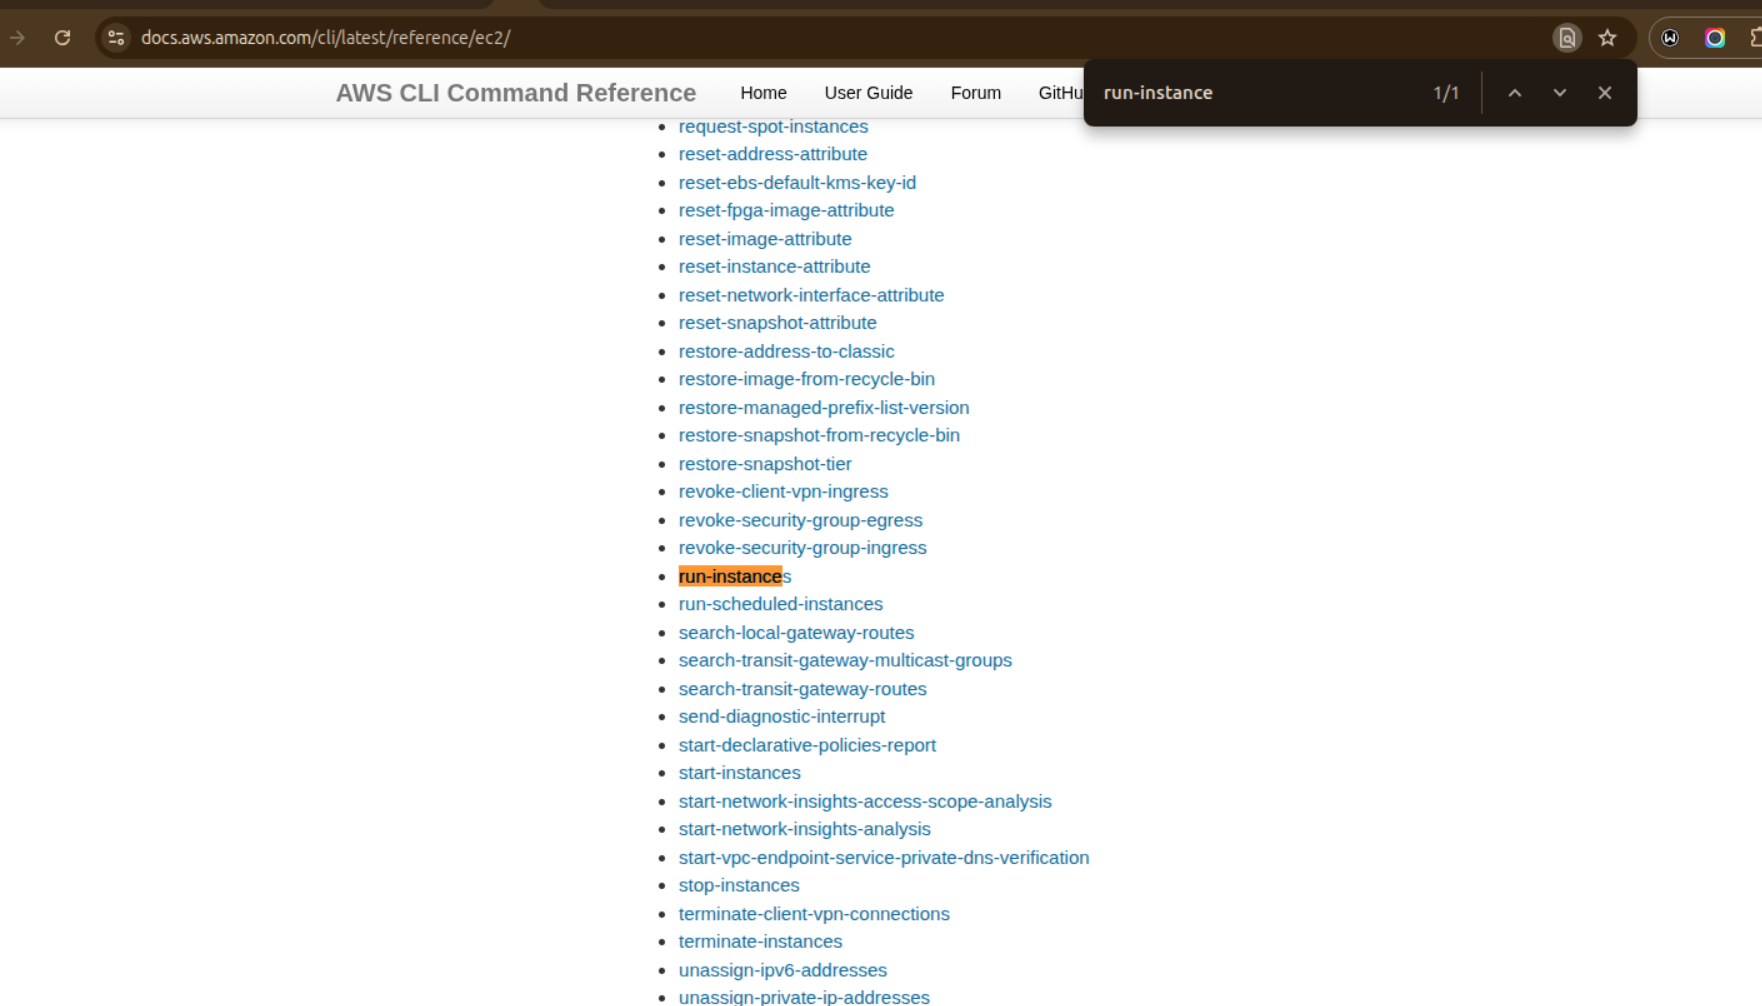 docs.aws.amazon.com/cli/latest/reference/ec2/
run-instance 1/1
AWS CLI Command Reference Home User Guide Forum GitHu
request-spot-instances
reset-address-attribute
reset-ebs-default-kms-key-id
reset-fpga-image-attribute
reset-image-attribute
reset-instance-attribute
reset-network-interface-attribute
reset-snapshot-attribute
restore-address-to-classic
restore-image-from-recycle-bin
restore-managed-prefix-list-version
restore-snapshot-from-recycle-bin
restore-snapshot-tier
revoke-client-vpn-ingress
revoke-security-group-egress
revoke-security-group-ingress
run-instances
run-scheduled-instances
search-local-gateway-routes
search-transit-gateway-multicast-groups
search-transit-gateway-routes
send-diagnostic-interrupt
start-declarative-policies-report
start-instances
start-network-insights-access-scope-analysis
start-network-insights-analysis
start-vpc-endpoint-service-private-dns-verification
stop-instances
terminate-client-vpn-connections
terminate-instances
unassign-ipv6-addresses
unassign-private-ip-addresses